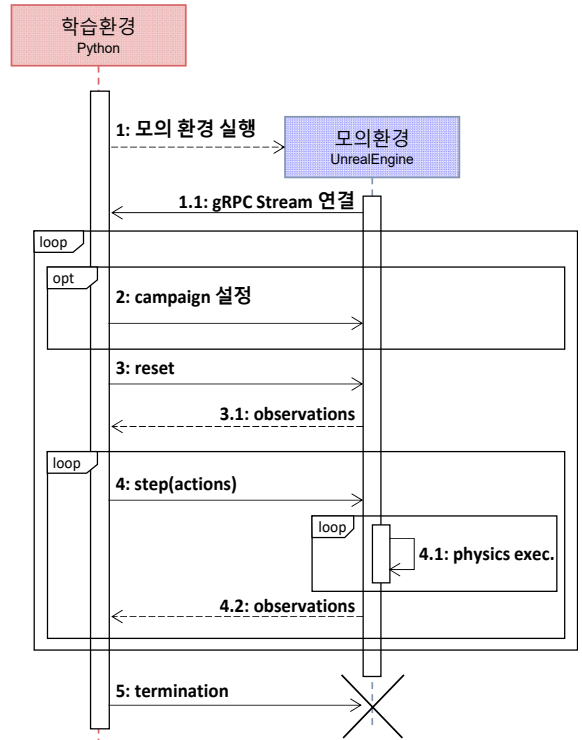 학습환경
Python
1: 모의 환경 실행
모의환경
UnrealEngine
1.1: gRPC Stream 연결
loop
opt
2: campaign 설정
3: reset
3.1: observations
loop
4: step(actions)
loop
4.1: physics exec.
4.2: observations
5: termination